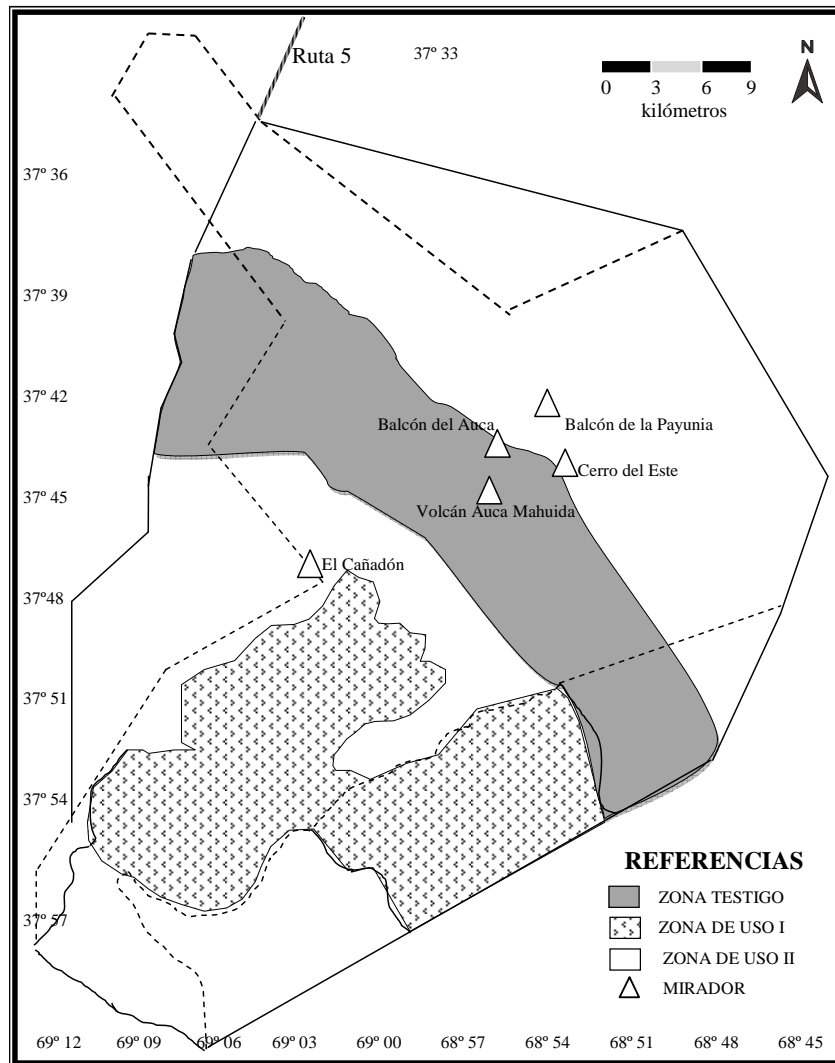 Ruta 5
37º 33
N
0 3 6 9
kilómetros
37º 36
37º 39
37º 42
Balcón del Auca
Balcón de la Payunia
Cerro del Este
37º 45
Volcán Auca Mahuida
El Cañadón
37º 48
37º 51
37º 54
REFERENCIAS
ZONA TESTIGO
37º 57
ZONA DE USO I
ZONA DE USO II
MIRADOR
69º 12 69º 09 69º 06 69º 03 69º 00 68º 57 68º 54 68º 51 68º 48 68º 45